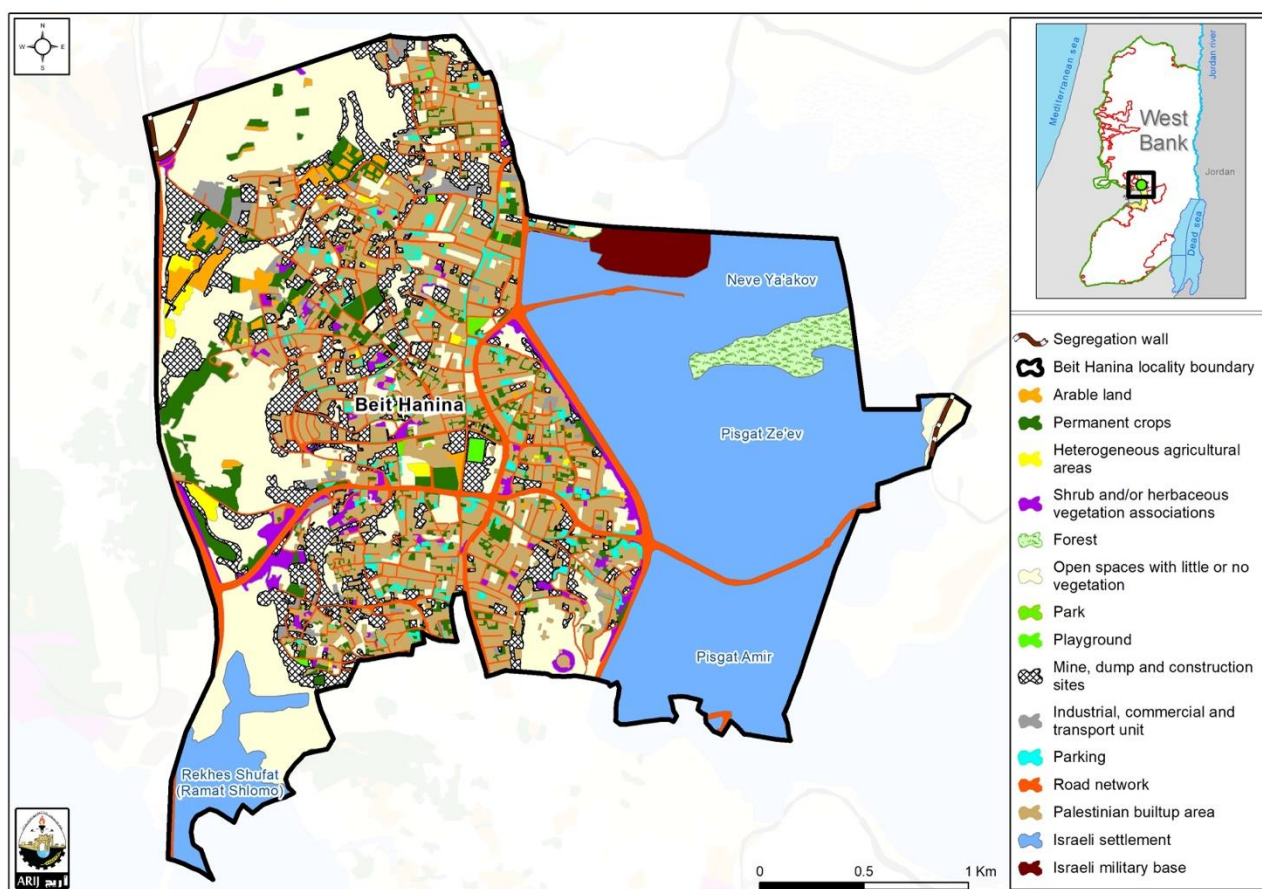 N
W
E
S
Neve Ya'akov
Pisgat Ze'ev
Beit Hanina
Pisgat Amir
Rekhes Shufat
(Ramat Shlomo)
ARIJ أريج
0 0.5 1 Km
Mediterranean sea
Jordan river
West
Bank
Jordan
Dead sea
Segregation wall
Beit Hanina locality boundary
Arable land
Permanent crops
Heterogeneous agricultural
areas
Shrub and/or herbaceous
vegetation associations
Forest
Open spaces with little or no
vegetation
Park
Playground
Mine, dump and construction
sites
Industrial, commercial and
transport unit
Parking
Road network
Palestinian builtup area
Israeli settlement
Israeli military base